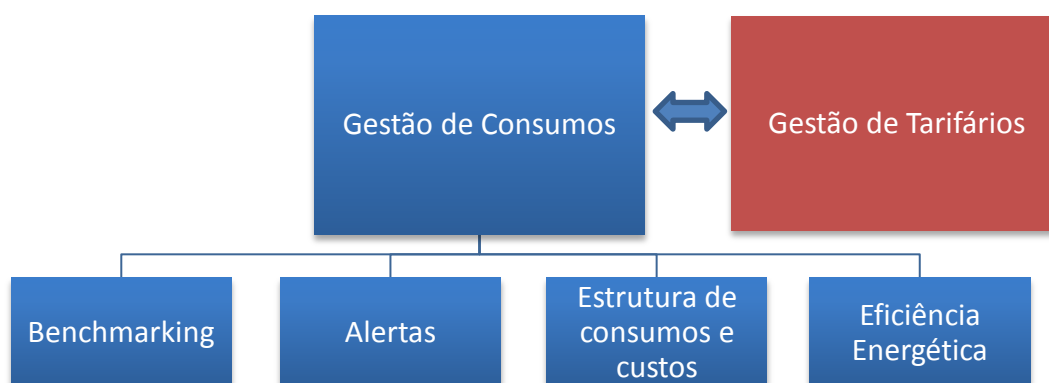 Gestão de Consumos
Gestão de Tarifários
Benchmarking
Alertas
Estrutura de
consumos e
custos
Eficiência
Energética